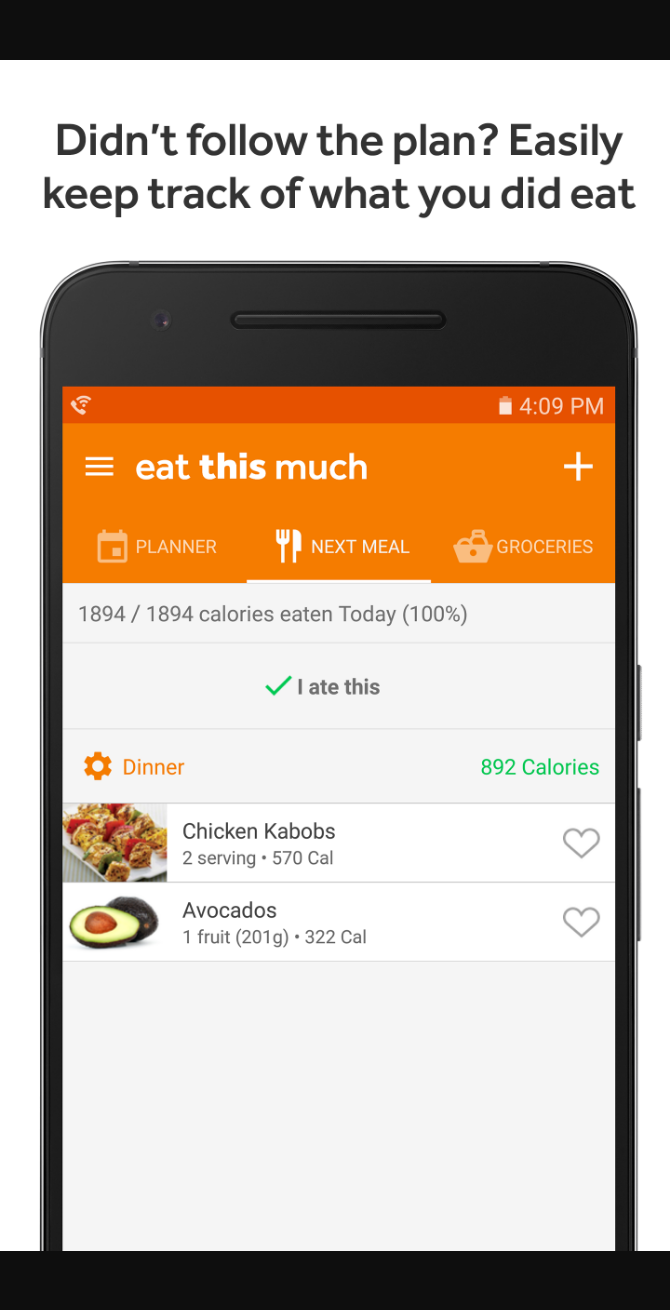 Didn't follow the plan? Easily
keep track of what you did eat
4:09 PM
eat this much
PLANNER
NEXT MEAL
GROCERIES
1894 / 1894 calories eaten Today (100%)
I ate this
Dinner
892 Calories
Chicken Kabobs
2 serving • 570 Cal
Avocados
1 fruit (201g) • 322 Cal